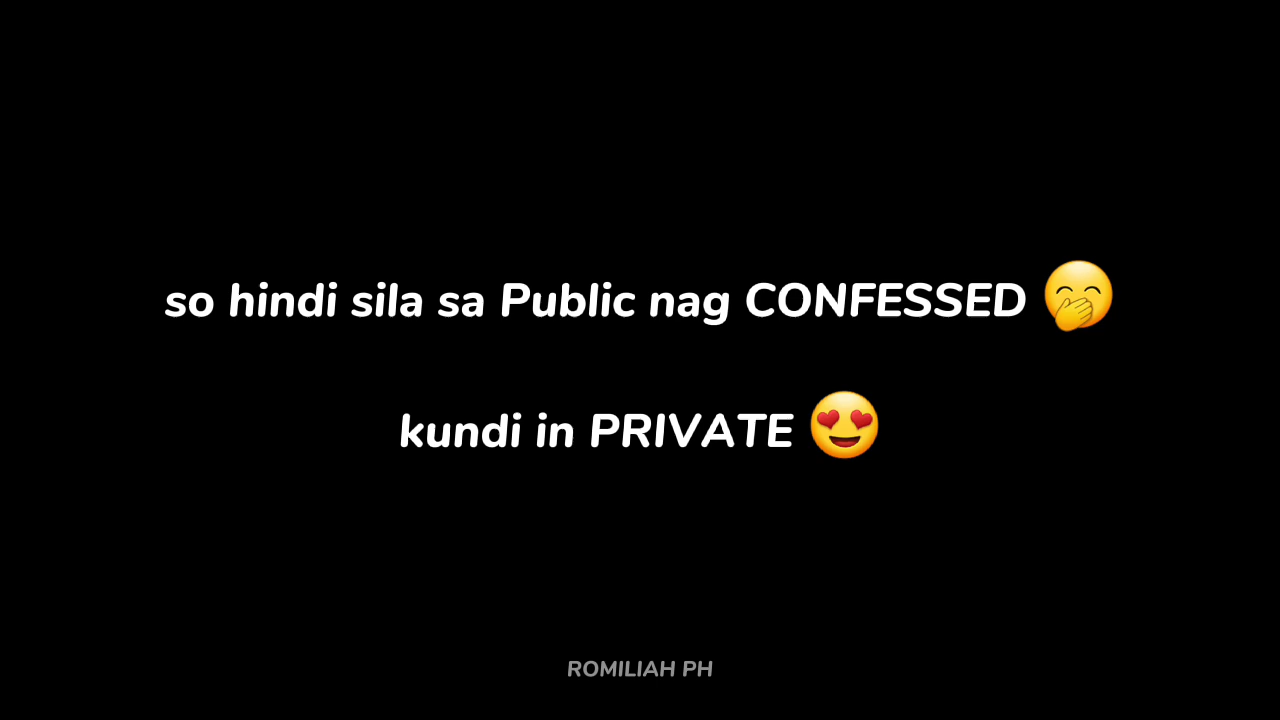 so hindi sila sa Public nag CONFESSED 🤭
kundi in PRIVATE 😍
ROMILIAH PH